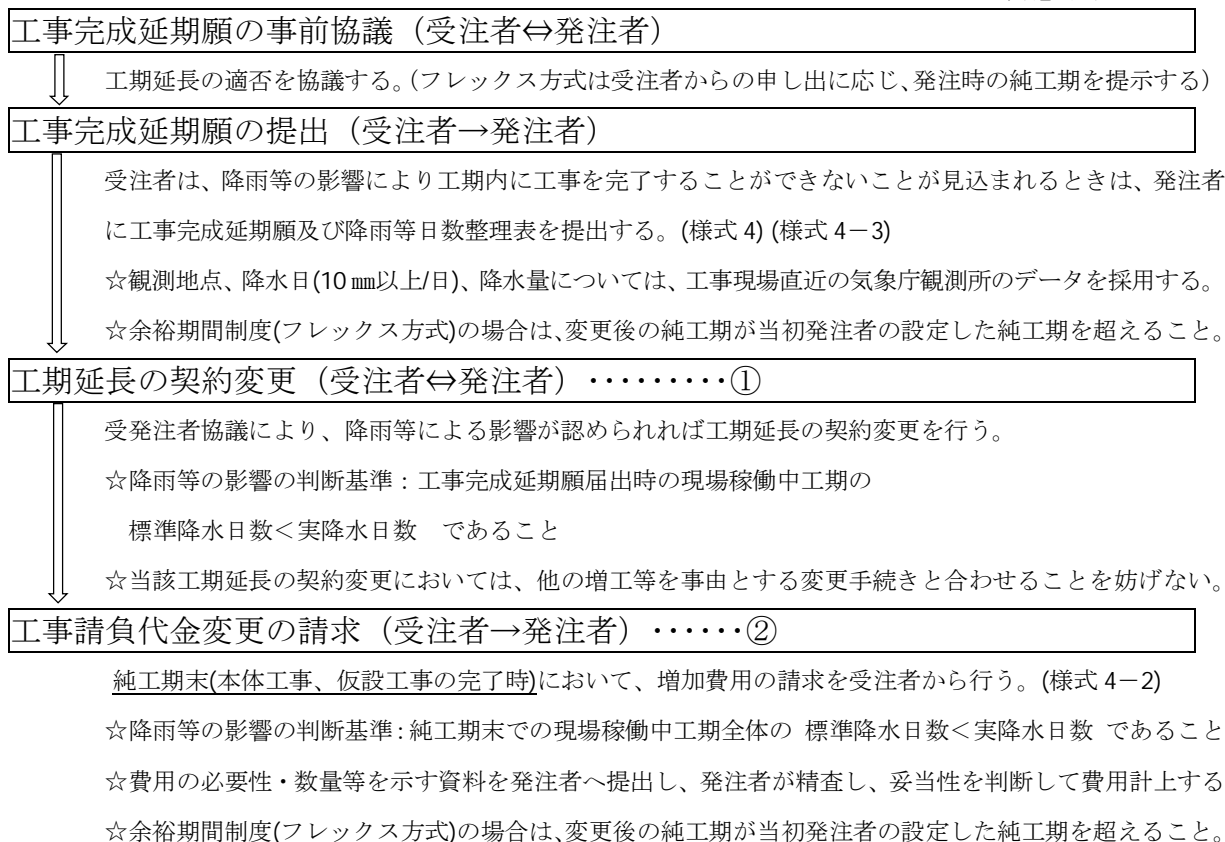 工事完成延期願の事前協議（受注者⇔発注者）
工期延長の適否を協議する。（フレックス方式は受注者からの申し出に応じ、発注時の純工期を提示する）
工事完成延期願の提出（受注者→発注者）
受注者は、降雨等の影響により工期内に工事を完了することができないことが見込まれるときは、発注者
に工事完成延期願及び降雨等日数整理表を提出する。(様式 4) (様式 4－3)
☆観測地点、降水日(10 ㎜以上/日)、降水量については、工事現場直近の気象庁観測所のデータを採用する。
☆余裕期間制度(フレックス方式)の場合は、変更後の純工期が当初発注者の設定した純工期を超えること。
工期延長の契約変更（受注者⇔発注者）・・・・・・・・・①
受発注者協議により、降雨等による影響が認められれば工期延長の契約変更を行う。
☆降雨等の影響の判断基準：工事完成延期願届出時の現場稼働中工期の
標準降水日数＜実降水日数　であること
☆当該工期延長の契約変更においては、他の増工等を事由とする変更手続きと合わせることを妨げない。
工事請負代金変更の請求（受注者→発注者）・・・・・・②
純工期末(本体工事、仮設工事の完了時)において、増加費用の請求を受注者から行う。(様式 4－2)
☆降雨等の影響の判断基準：純工期末での現場稼働中工期全体の 標準降水日数＜実降水日数 であること
☆費用の必要性・数量等を示す資料を発注者へ提出し、発注者が精査し、妥当性を判断して費用計上する
☆余裕期間制度(フレックス方式)の場合は、変更後の純工期が当初発注者の設定した純工期を超えること。